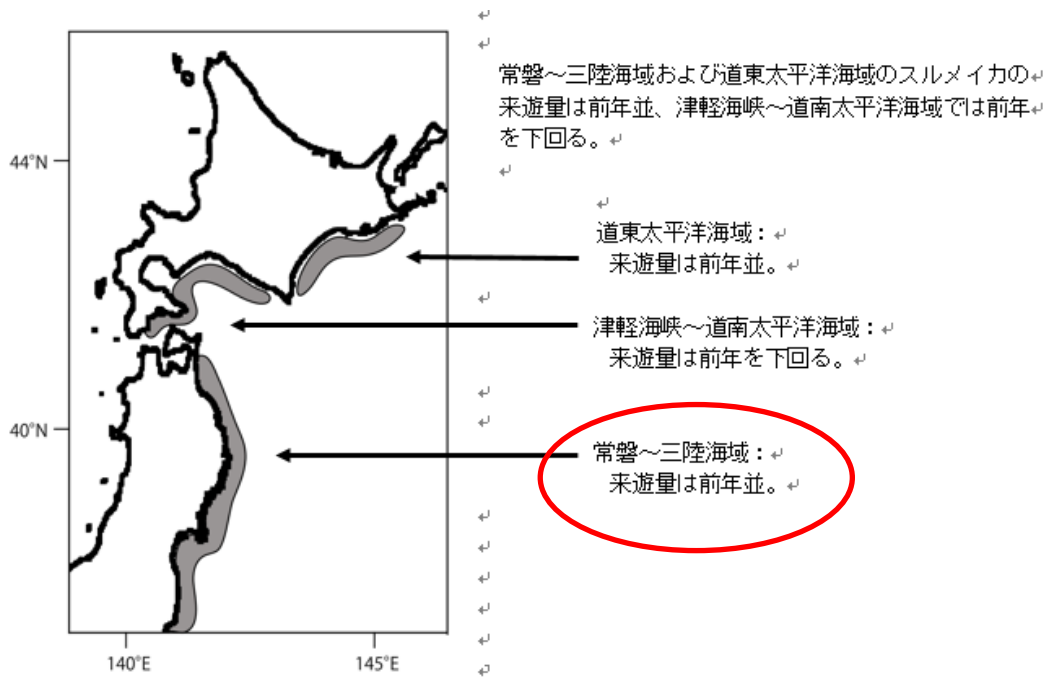 常磐～三陸海域および道東太平洋海域のスルメイカの
来遊量は前年並、津軽海峡～道南太平洋海域では前年
を下回る。
44°N
道東太平洋海域：
来遊量は前年並。
津軽海峡～道南太平洋海域：
来遊量は前年を下回る。
40°N
常磐～三陸海域：
来遊量は前年並。
140°E
145°E